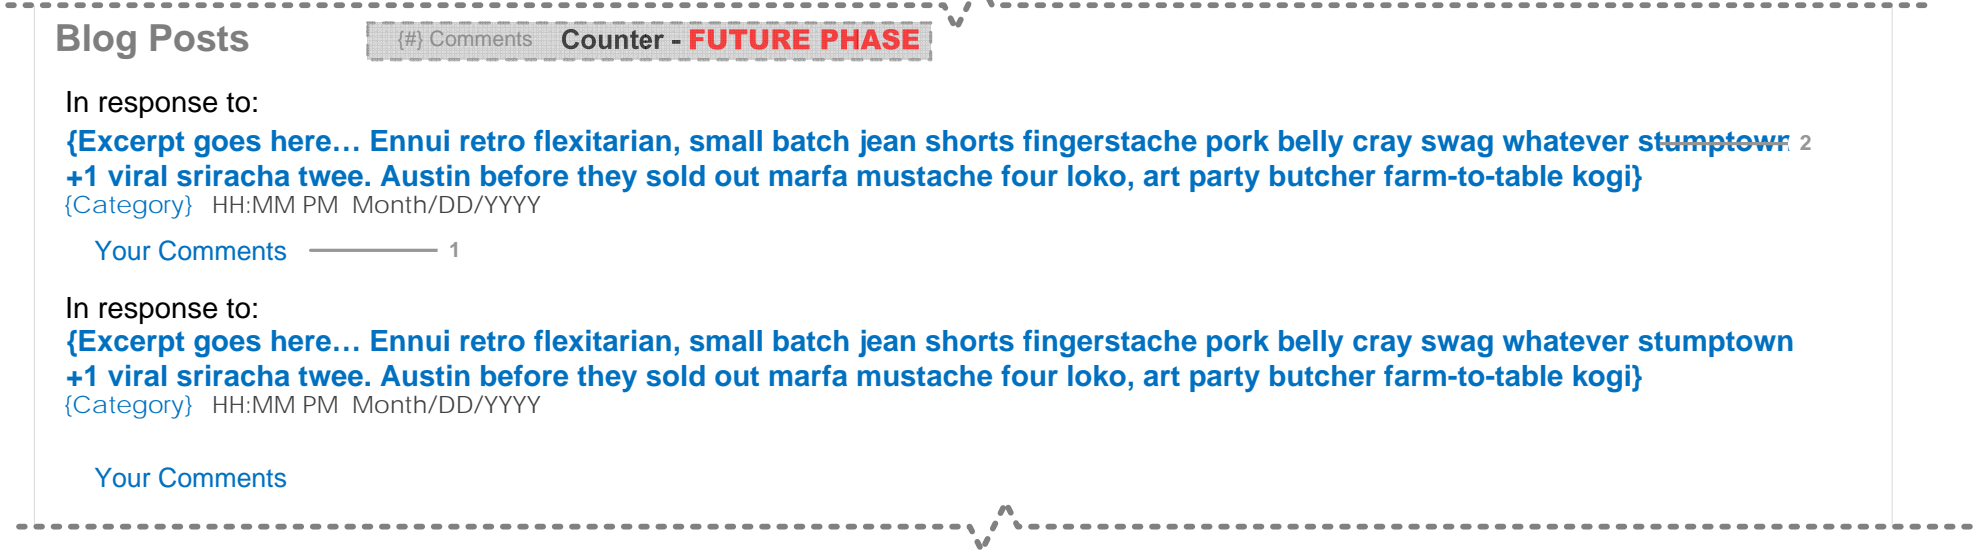 Blog Posts {#} Comments Counter - FUTURE PHASE
In response to:
{Excerpt goes here… Ennui retro flexitarian, small batch jean shorts fingerstache pork belly cray swag whatever stumptown 2
+1 viral sriracha twee. Austin before they sold out marfa mustache four loko, art party butcher farm-to-table kogi}
{Category} HH:MM PM Month/DD/YYYY
Your Comments 1
In response to:
{Excerpt goes here… Ennui retro flexitarian, small batch jean shorts fingerstache pork belly cray swag whatever stumptown
+1 viral sriracha twee. Austin before they sold out marfa mustache four loko, art party butcher farm-to-table kogi}
{Category} HH:MM PM Month/DD/YYYY
Your Comments